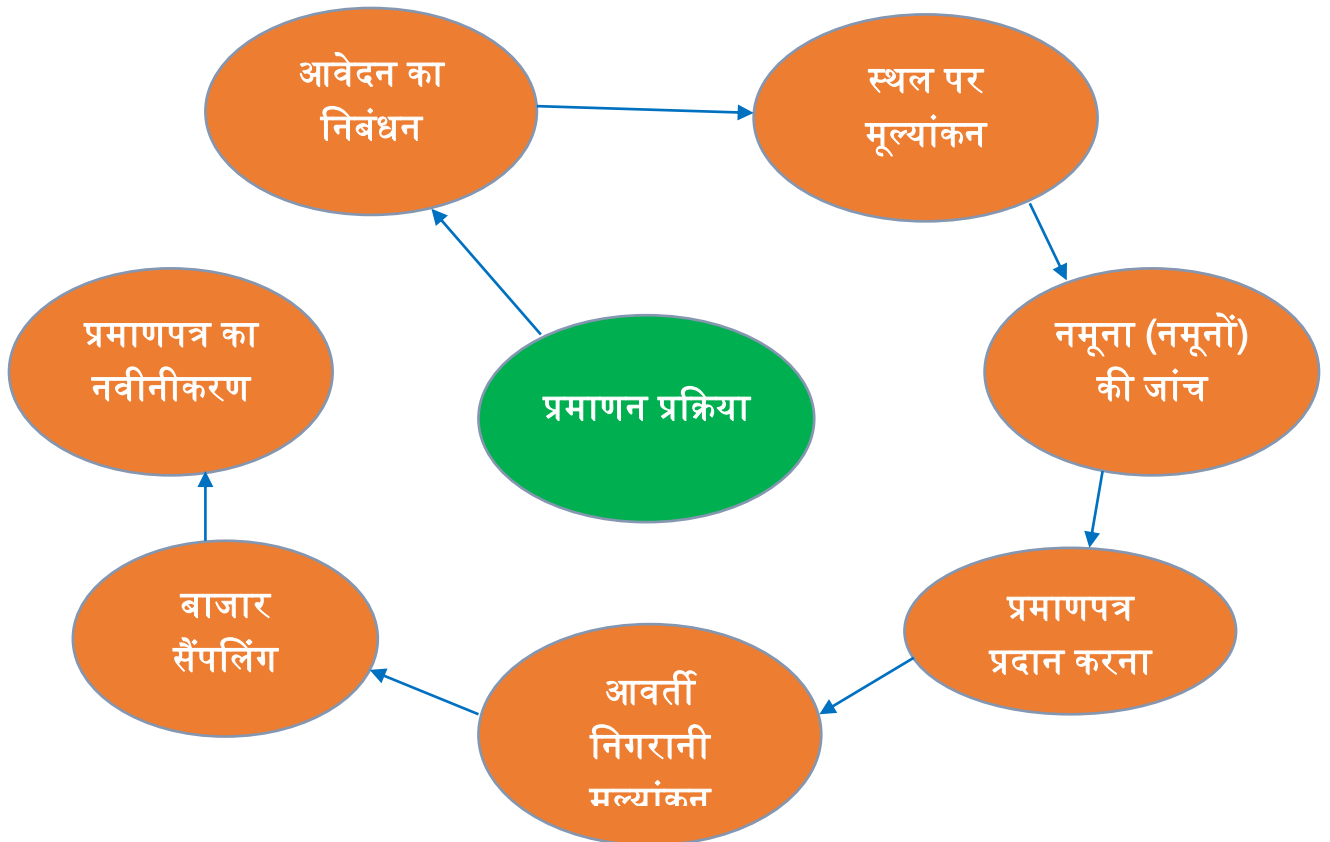 आवेदन का
निबंधन
स्थल पर
मूल्यांकन
नमूना (नमूनों)
की जांच
प्रमाणपत्र
प्रदान करना
आवर्ती
निगरानी
मूल्यांकन
बाजार
सैंपलिंग
प्रमाणपत्र का
नवीनीकरण
प्रमाणन प्रक्रिया